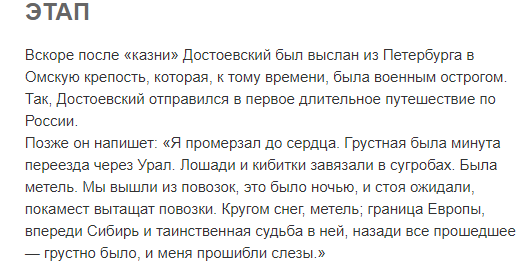 ЭТАП
Вскоре после «казни» Достоевский был выслан из Петербурга в
Омскую крепость, которая, к тому времени, была военным острогом.
Так, Достоевский отправился в первое длительное путешествие по
России.
Позже он напишет: «Я промерзал до сердца. Грустная была минута
переезда через Урал. Лошади и кибитки завязали в сугробах. Была
метель. Мы вышли из повозок, это было ночью, и стоя ожидали,
покамест вытащат повозки. Кругом снег, метель; граница Европы,
впереди Сибирь и таинственная судьба в ней, назади все прошедшее
— грустно было, и меня прошибли слезы.»